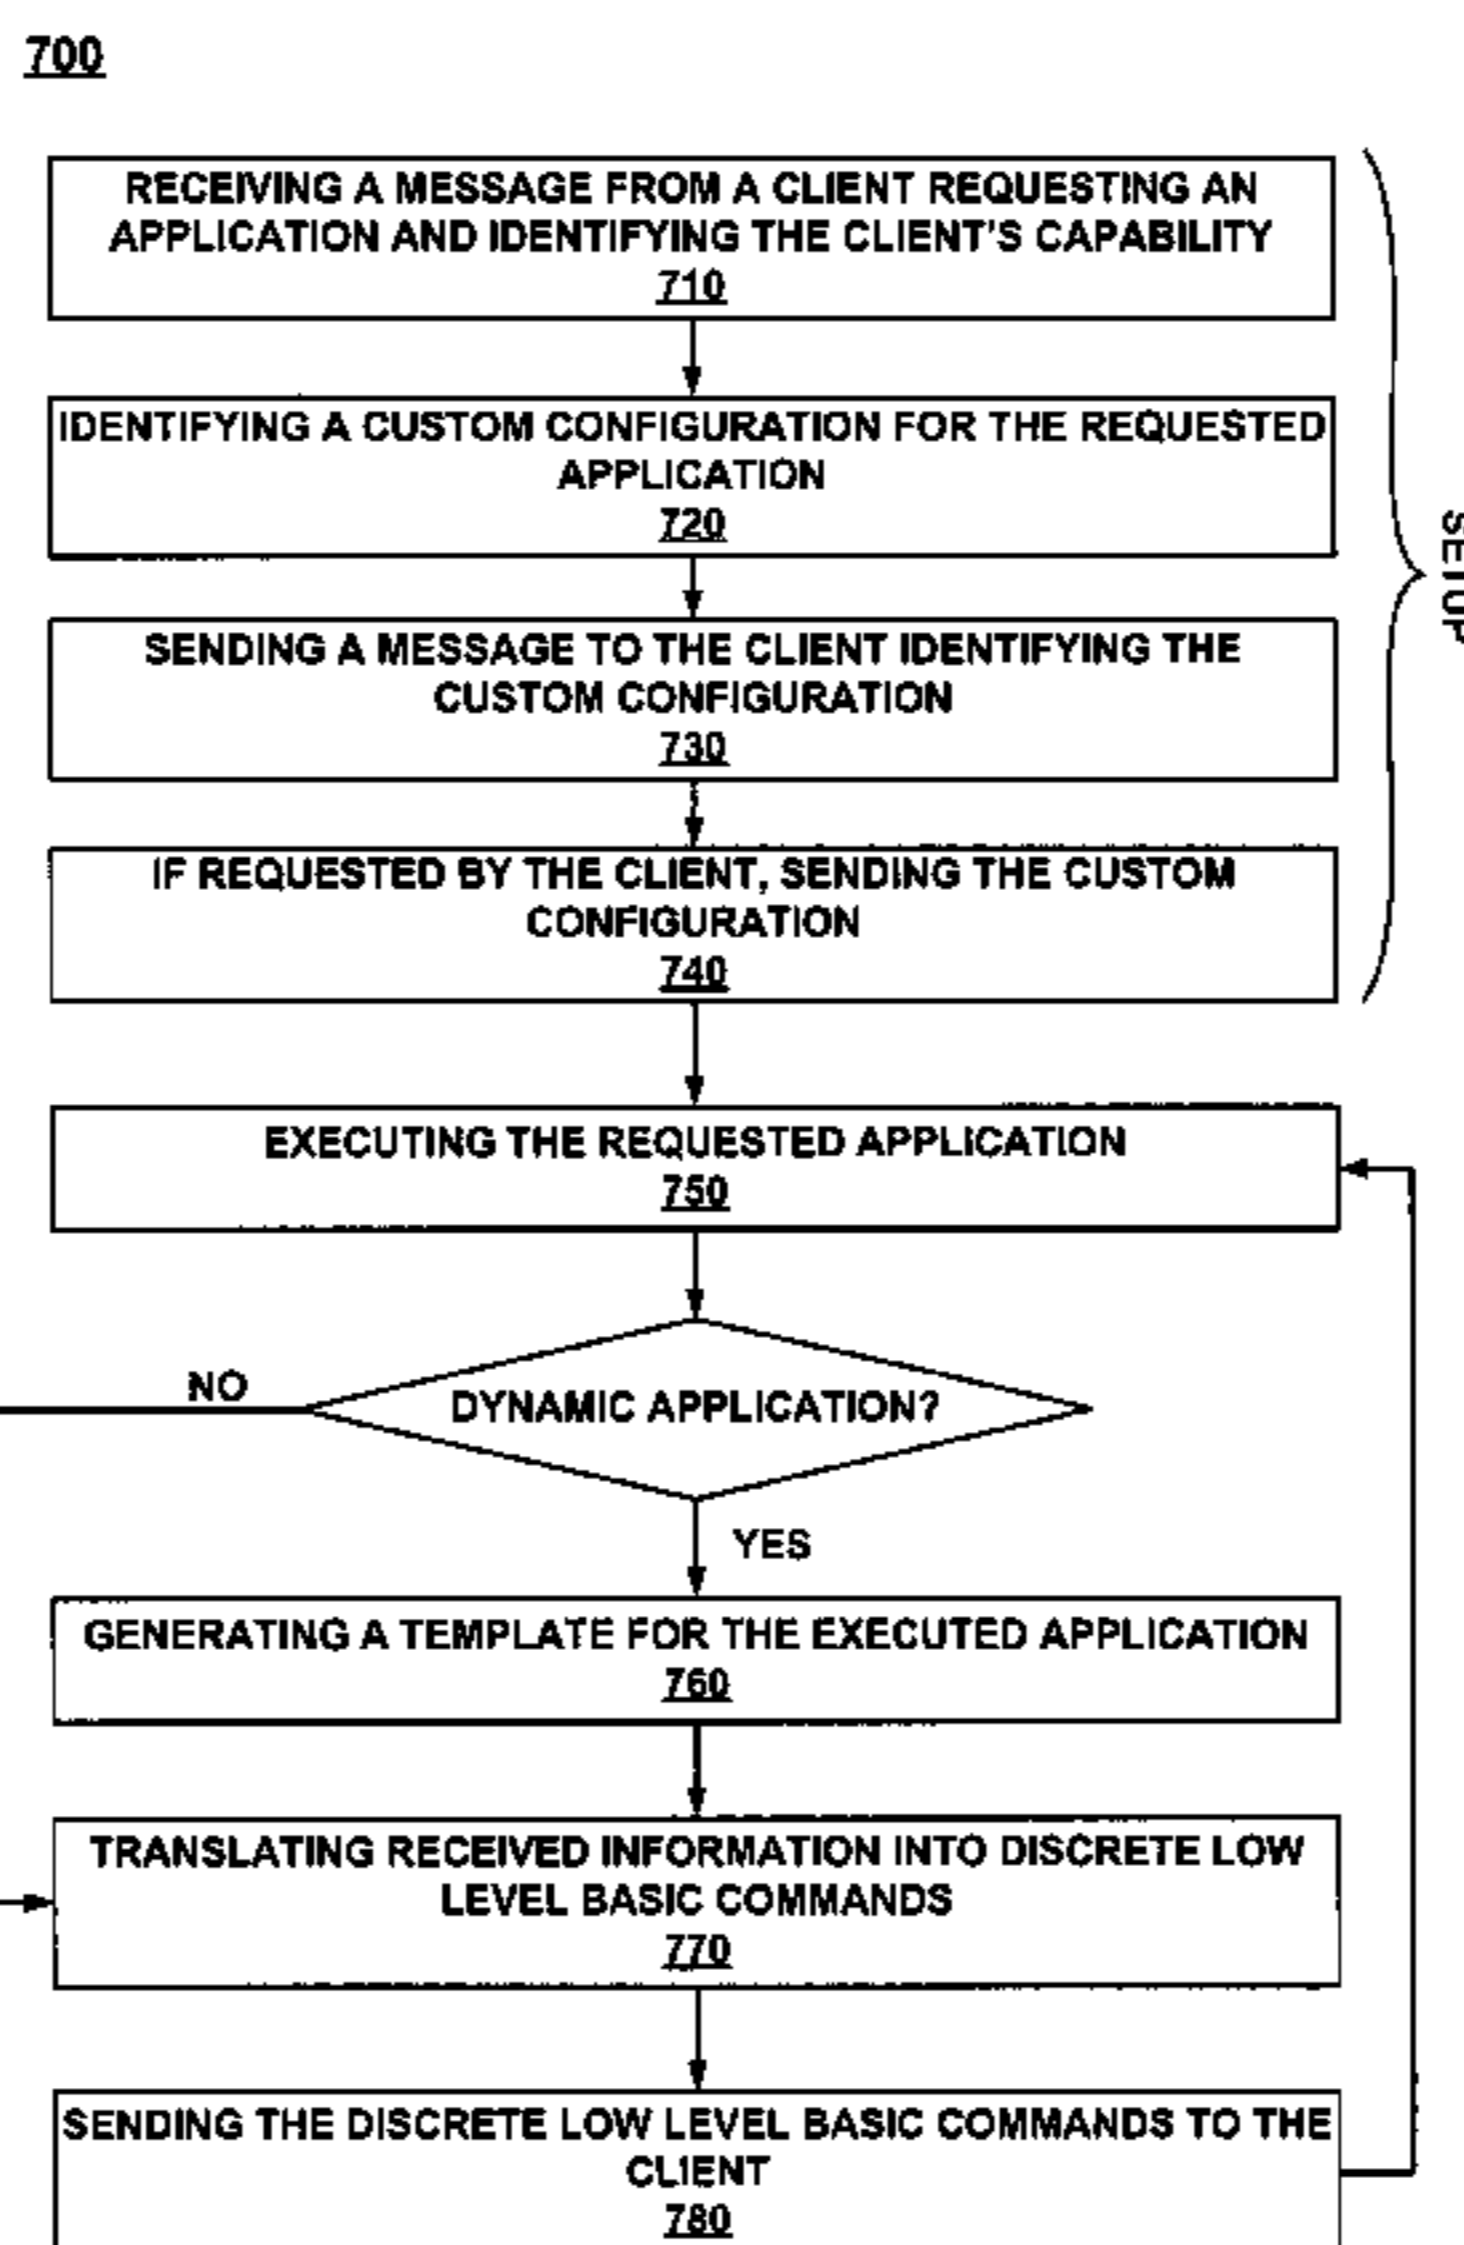 700
RECEIVING A MESSAGE FROM A CLIENT REQUESTING AN
APPLICATION AND IDENTIFYING THE CLIENT'S CAPABILITY
710
IDENTIFYING A CUSTOM CONFIGURATION FOR THE REQUESTED
APPLICATION
720
SETUP
SENDING A MESSAGE TO THE CLIENT IDENTIFYING THE
CUSTOM CONFIGURATION
730
IF REQUESTED BY THE CLIENT, SENDING THE CUSTOM
CONFIGURATION
740
EXECUTING THE REQUESTED APPLICATION
750
NO
DYNAMIC APPLICATION?
YES
GENERATING A TEMPLATE FOR THE EXECUTED APPLICATION
760
TRANSLATING RECEIVED INFORMATION INTO DISCRETE LOW
LEVEL BASIC COMMANDS
770
SENDING THE DISCRETE LOW LEVEL BASIC COMMANDS TO THE
CLIENT
780